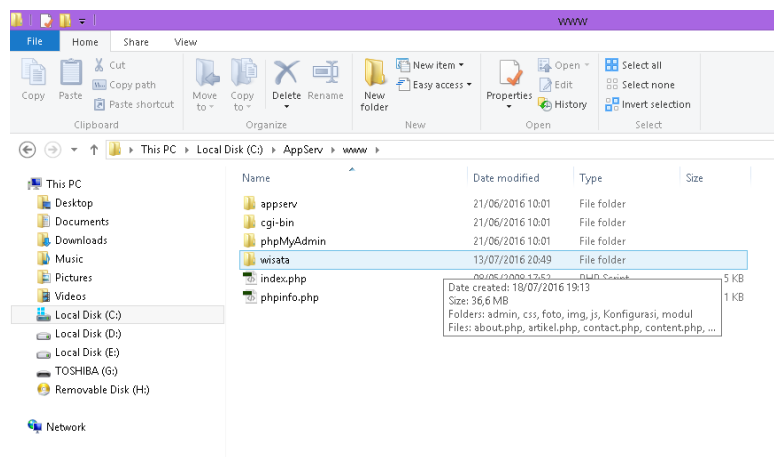 www
File Home Share View
Copy Paste Cut Copy path Paste shortcut Move to Copy to Delete Rename New folder New item Easy access Properties Open Edit History Select all Select none Invert selection
Clipboard Organize New Open Select
This PC Local Disk (C:) AppServ www
Name Date modified Type Size
This PC
Desktop
Documents
Downloads
Music
Pictures
Videos
Local Disk (C:)
Local Disk (D:)
Local Disk (E:)
TOSHIBA (G:)
Removable Disk (H:)
Network
appserv 21/06/2016 10:01 File folder
cgi-bin 21/06/2016 10:01 File folder
phpMyAdmin 21/06/2016 10:01 File folder
wisata 13/07/2016 20:49 File folder
index.php 5 KB
phpinfo.php 1 KB
Date created: 18/07/2016 19:13
Size: 36,6 MB
Folders: admin, css, foto, img, js, Konfigurasi, modul
Files: about.php, artikel.php, contact.php, content.php, ...